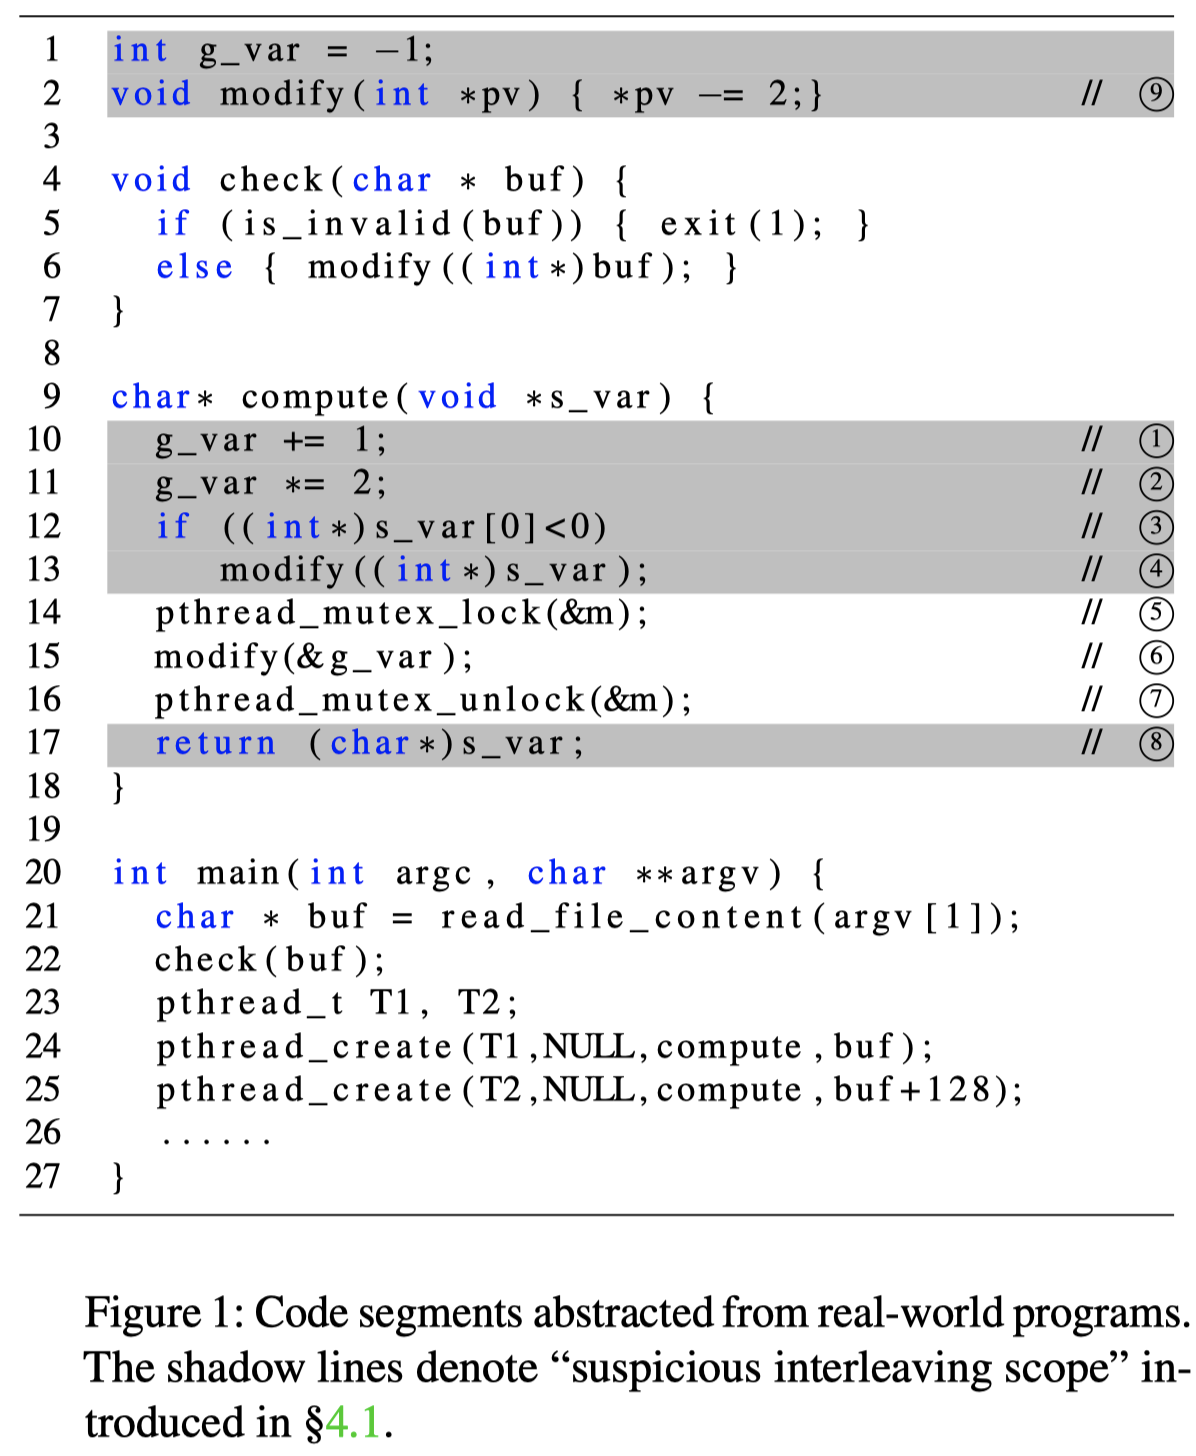 1 int g_var = -1;
2 void modify(int *pv) { *pv -= 2;} // ⑨
3
4 void check(char * buf) {
5 if (is_invalid(buf)) { exit(1); }
6 else { modify((int*)buf); }
7 }
8
9 char* compute(void *s_var) {
10 g_var += 1; // ①
11 g_var *= 2; // ②
12 if ((int*)s_var[0]<0) // ③
13 modify((int*)s_var); // ④
14 pthread_mutex_lock(&m); // ⑤
15 modify(&g_var); // ⑥
16 pthread_mutex_unlock(&m); // ⑦
17 return (char*)s_var; // ⑧
18 }
19
20 int main(int argc, char **argv) {
21 char * buf = read_file_content(argv[1]);
22 check(buf);
23 pthread_t T1, T2;
24 pthread_create(T1,NULL,compute,buf);
25 pthread_create(T2,NULL,compute,buf+128);
26 ......
27 }
Figure 1: Code segments abstracted from real-world programs.
The shadow lines denote “suspicious interleaving scope” in-
troduced in §4.1.